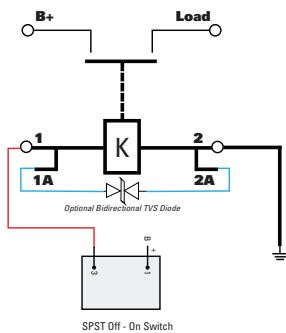 B+ Load
1 K 2
1A 2A
Optional Bidirectional TVS Diode
B +
3 1
SPST Off - On Switch